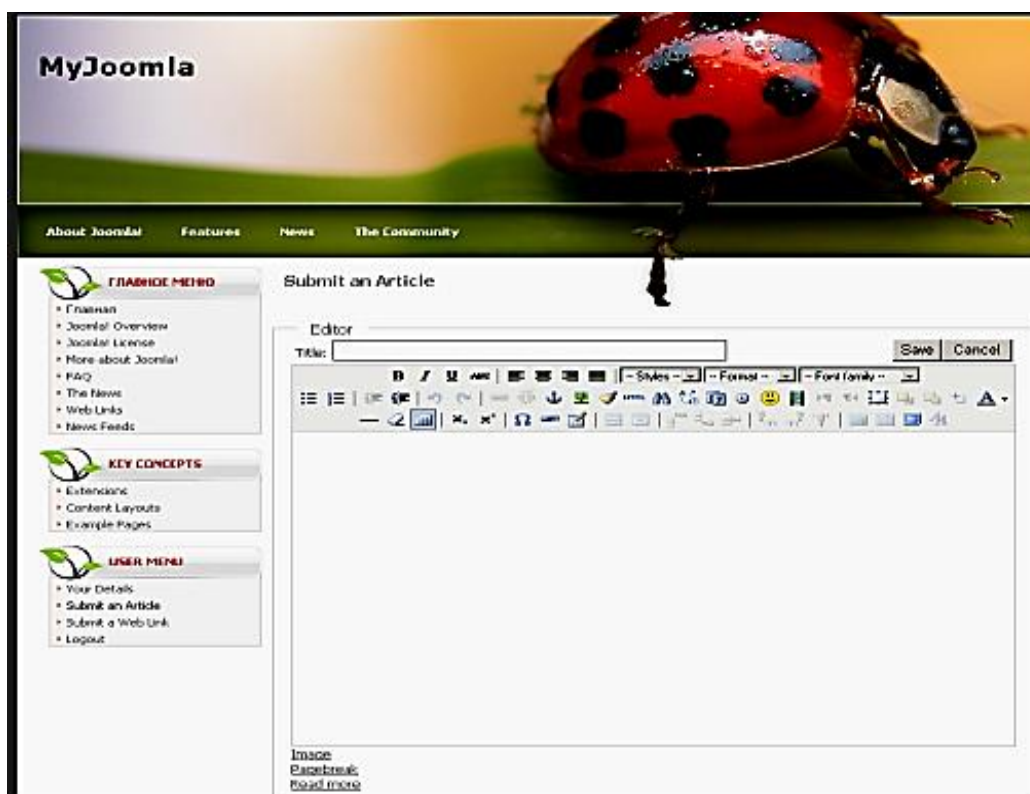 MyJoomla
About Joomla! Features News The Community
ГЛАВНОЕ МЕНЮ
Главная
Joomla! Overview
Joomla! License
More about Joomla!
FAQ
The News
Web Links
News Feeds
KEY CONCEPTS
Extensions
Content Layouts
Example Pages
USER MENU
Your Details
Submit an Article
Submit a Web Link
Logout
Submit an Article
Editor
Title: Save Cancel
B I U ABC -- Styles -- -- Format -- -- Font family --
Image
Pagebreak
Read more